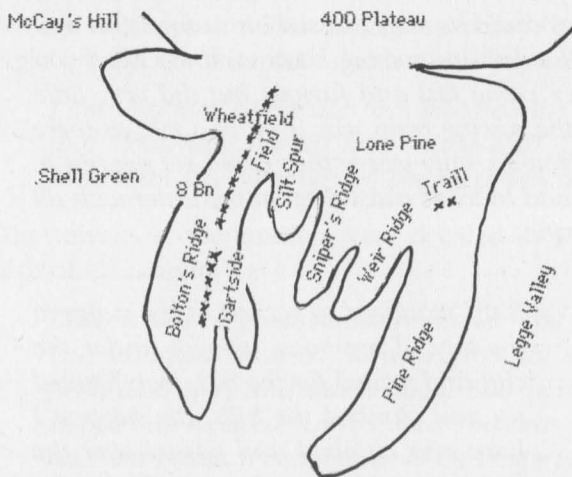 McCay's Hill
400 Plateau
Wheatfield
Field
Silt Spur
Lone Pine
Shell Green
8 Bn
Traill
Bolton's Ridge
Gartside
Sniper's Ridge
Weir Ridge
Pine Ridge
Legge Valley